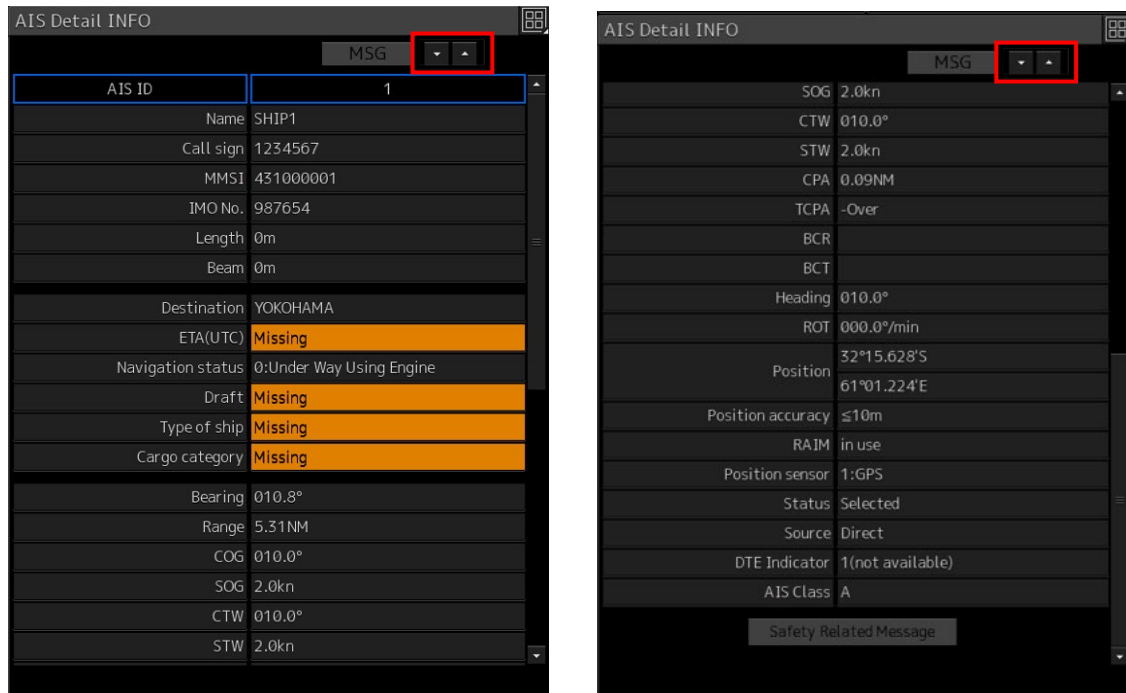 AIS Detail INFO
MSG
AIS ID 1
Name SHIP1
Call sign 1234567
MMSI 431000001
IMO No. 987654
Length 0m
Beam 0m
Destination YOKOHAMA
ETA(UTC) Missing
Navigation status 0:Under Way Using Engine
Draft Missing
Type of ship Missing
Cargo category Missing
Bearing 010.8°
Range 5.31NM
COG 010.0°
SOG 2.0kn
CTW 010.0°
STW 2.0kn
AIS Detail INFO
MSG
SOG 2.0kn
CTW 010.0°
STW 2.0kn
CPA 0.09NM
TCPA -Over
BCR
BCT
Heading 010.0°
ROT 000.0°/min
Position 32°15.628'S
61°01.224'E
Position accuracy ≤10m
RAIM in use
Position sensor 1:GPS
Status Selected
Source Direct
DTE Indicator 1(not available)
AIS Class A
Safety Related Message